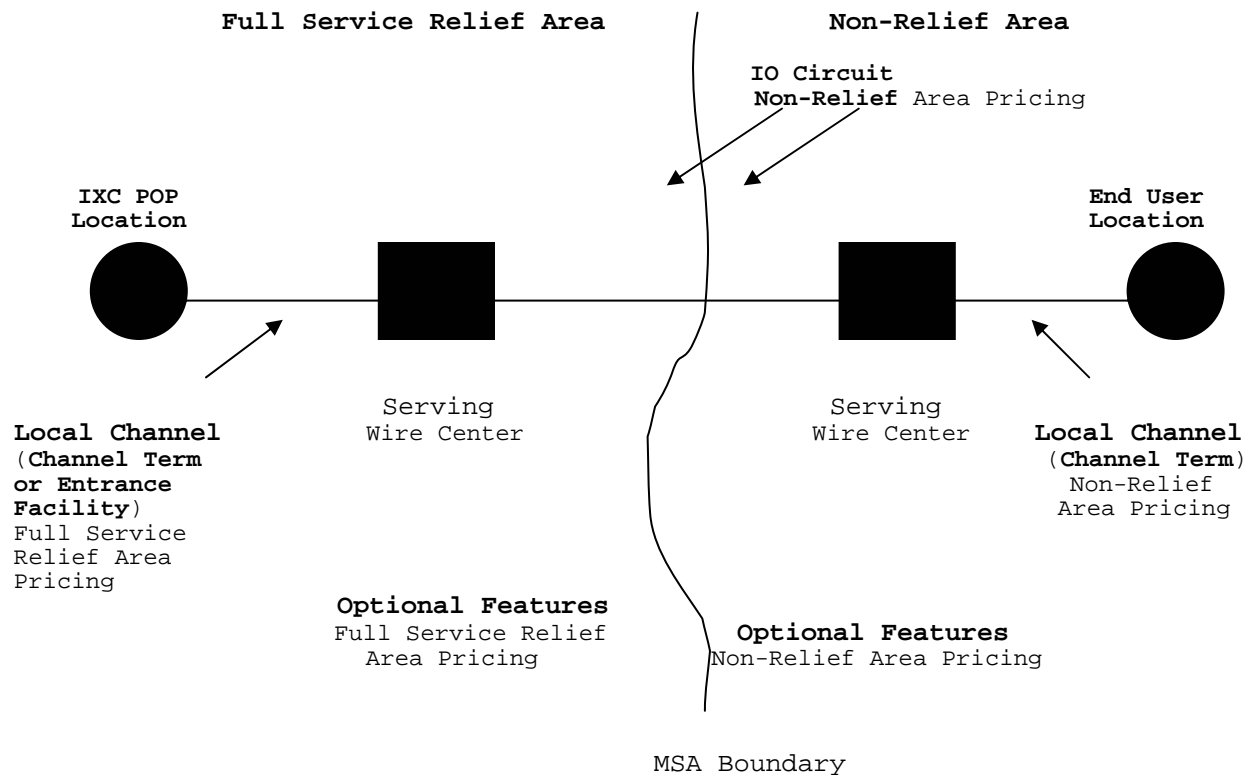 Full Service Relief Area
Non-Relief Area
IO Circuit
Non-Relief Area Pricing
IXC POP
Location
End User
Location
Serving
Wire Center
Serving
Wire Center
Local Channel
(Channel Term
or Entrance
Facility)
Full Service
Relief Area
Pricing
Local Channel
(Channel Term)
Non-Relief
Area Pricing
Optional Features
Full Service Relief
Area Pricing
Optional Features
Non-Relief Area Pricing
MSA Boundary